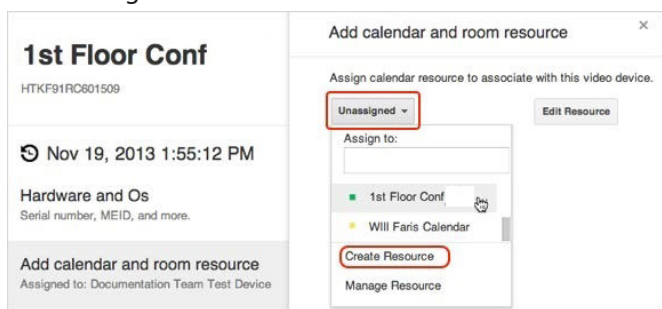 1st Floor Conf
HTKF91RC601509
Nov 19, 2013 1:55:12 PM
Hardware and Os
Serial number, MEID, and more.
Add calendar and room resource
Assigned to: Documentation Team Test Device
Add calendar and room resource
Assign calendar resource to associate with this video device.
Unassigned
Edit Resource
Assign to:
1st Floor Conf
WIll Faris Calendar
Create Resource
Manage Resource